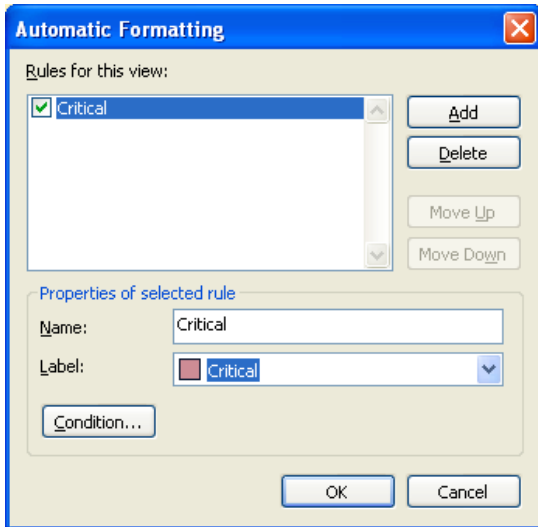 Automatic Formatting
Rules for this view:
Critical
Add
Delete
Move Up
Move Down
Properties of selected rule
Name: Critical
Label: Critical
Condition...
OK Cancel